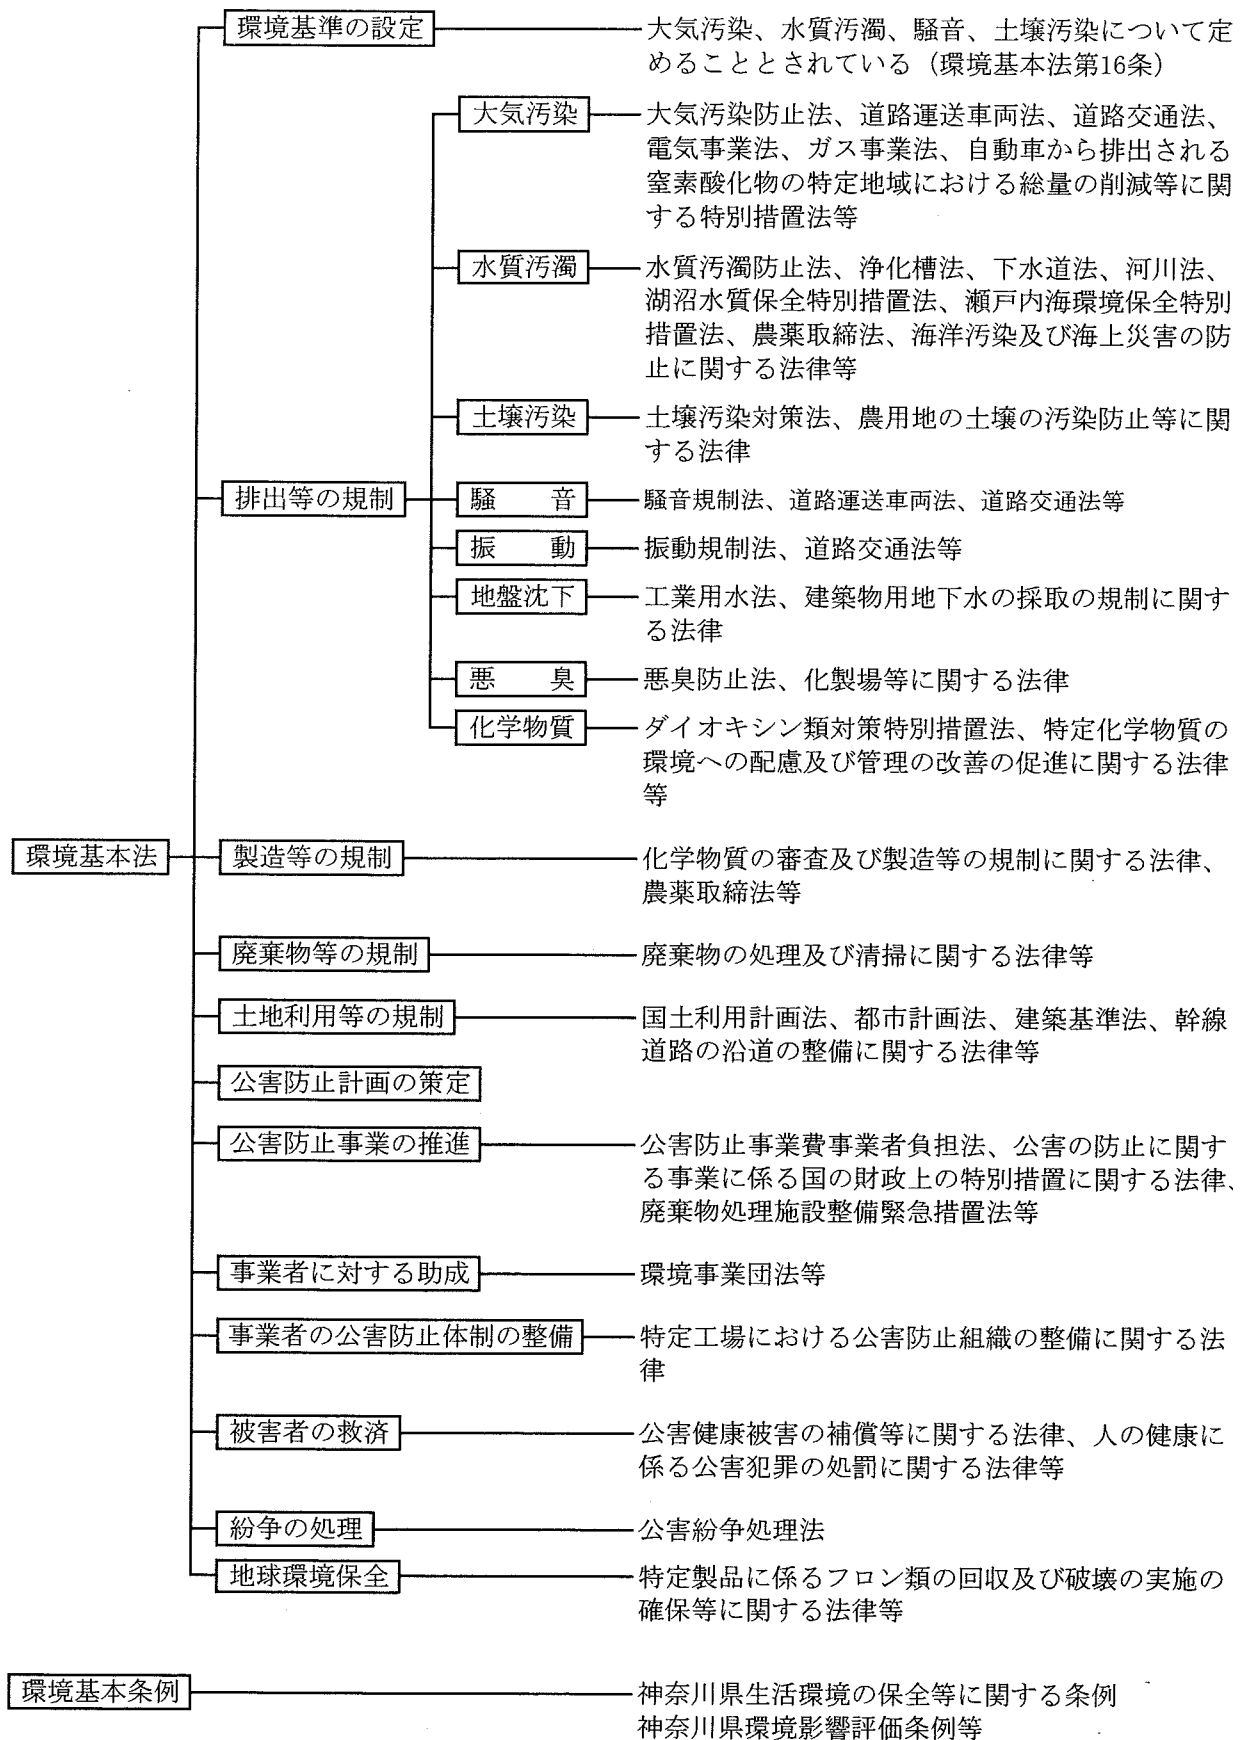 環境基準の設定
大気汚染、水質汚濁、騒音、土壌汚染について定
めることとされている（環境基本法第16条）
大気汚染
大気汚染防止法、道路運送車両法、道路交通法、
電気事業法、ガス事業法、自動車から排出される
窒素酸化物の特定地域における総量の削減等に関
する特別措置法等
水質汚濁
水質汚濁防止法、浄化槽法、下水道法、河川法、
湖沼水質保全特別措置法、瀬戸内海環境保全特別
措置法、農薬取締法、海洋汚染及び海上災害の防
止に関する法律等
土壌汚染
土壌汚染対策法、農用地の土壌の汚染防止等に関
する法律
排出等の規制
騒　音
騒音規制法、道路運送車両法、道路交通法等
振　動
振動規制法、道路交通法等
地盤沈下
工業用水法、建築物用地下水の採取の規制に関す
る法律
悪　臭
悪臭防止法、化製場等に関する法律
化学物質
ダイオキシン類対策特別措置法、特定化学物質の
環境への配慮及び管理の改善の促進に関する法律
等
環境基本法
製造等の規制
化学物質の審査及び製造等の規制に関する法律、
農薬取締法等
廃棄物等の規制
廃棄物の処理及び清掃に関する法律等
土地利用等の規制
国土利用計画法、都市計画法、建築基準法、幹線
道路の沿道の整備に関する法律等
公害防止計画の策定
公害防止事業の推進
公害防止事業費事業者負担法、公害の防止に関す
る事業に係る国の財政上の特別措置に関する法律、
廃棄物処理施設整備緊急措置法等
事業者に対する助成
環境事業団法等
事業者の公害防止体制の整備
特定工場における公害防止組織の整備に関する法
律
被害者の救済
公害健康被害の補償等に関する法律、人の健康に
係る公害犯罪の処罰に関する法律等
紛争の処理
公害紛争処理法
地球環境保全
特定製品に係るフロン類の回収及び破壊の実施の
確保等に関する法律等
環境基本条例
神奈川県生活環境の保全等に関する条例
神奈川県環境影響評価条例等